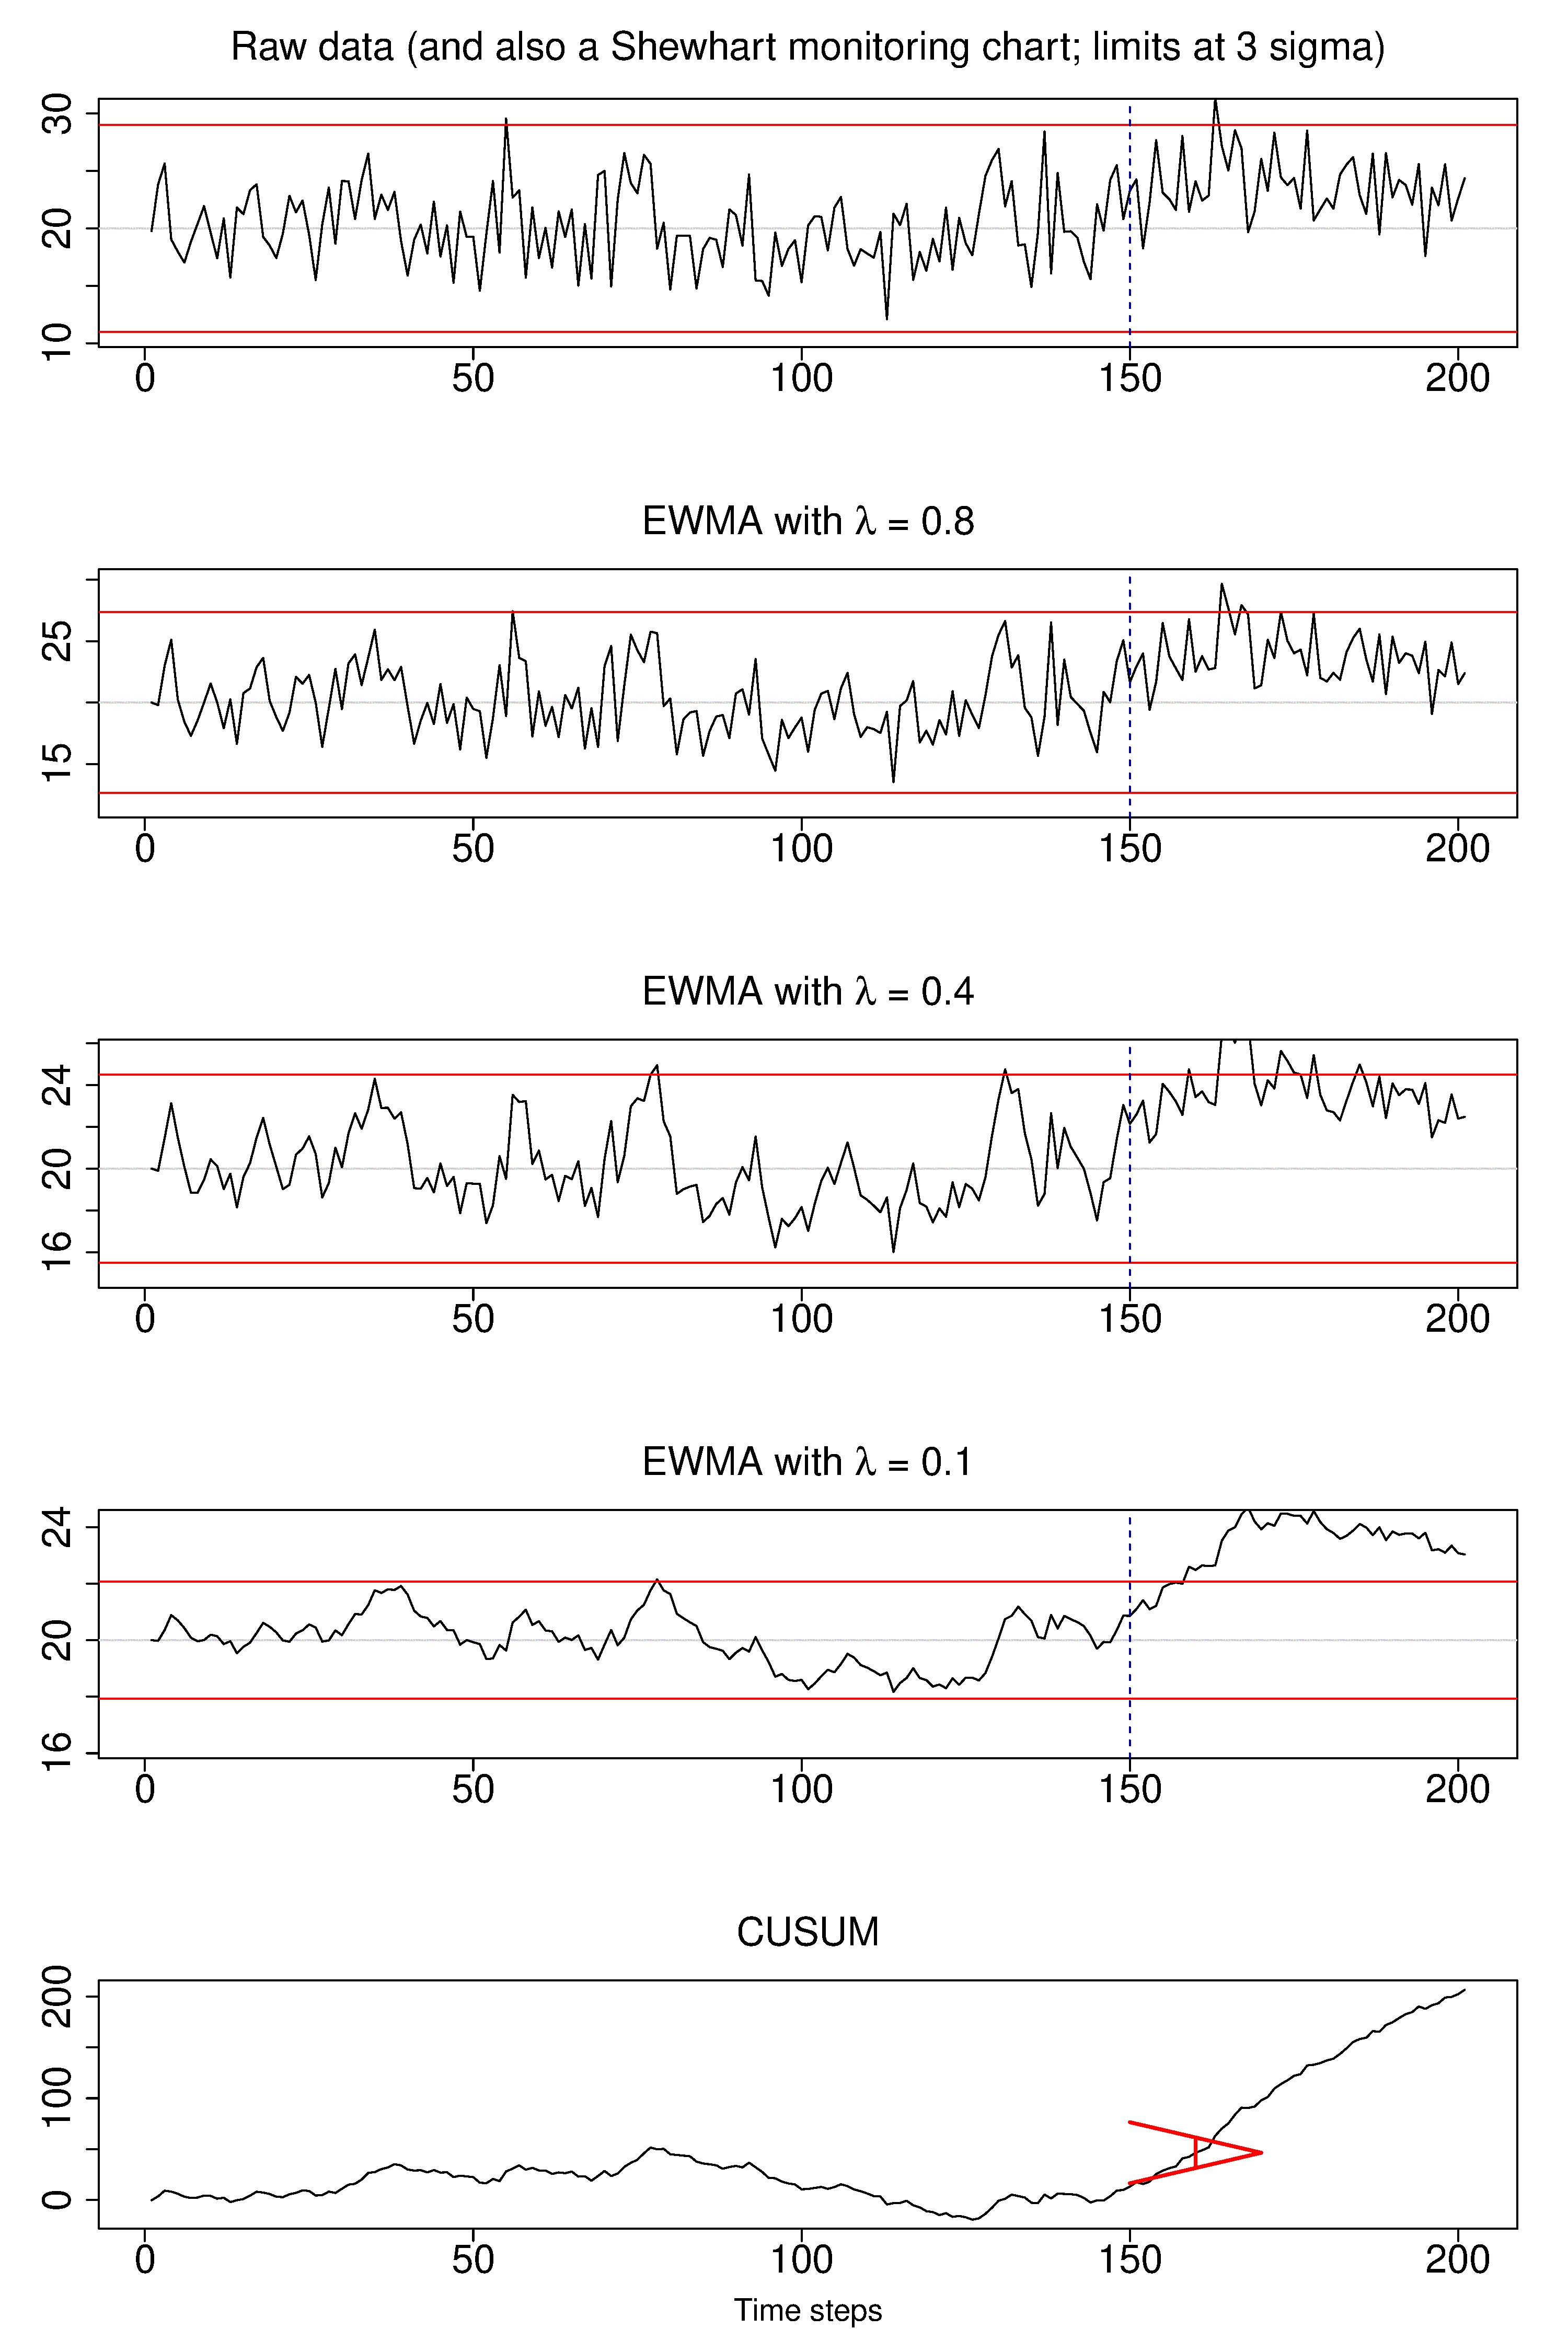 Raw data (and also a Shewhart monitoring chart; limits at 3 sigma)
30
20
10
0 50 100 150 200
EWMA with λ = 0.8
25
15
0 50 100 150 200
EWMA with λ = 0.4
24
20
16
0 50 100 150 200
EWMA with λ = 0.1
24
20
16
0 50 100 150 200
CUSUM
200
100
0
0 50 100 150 200
Time steps